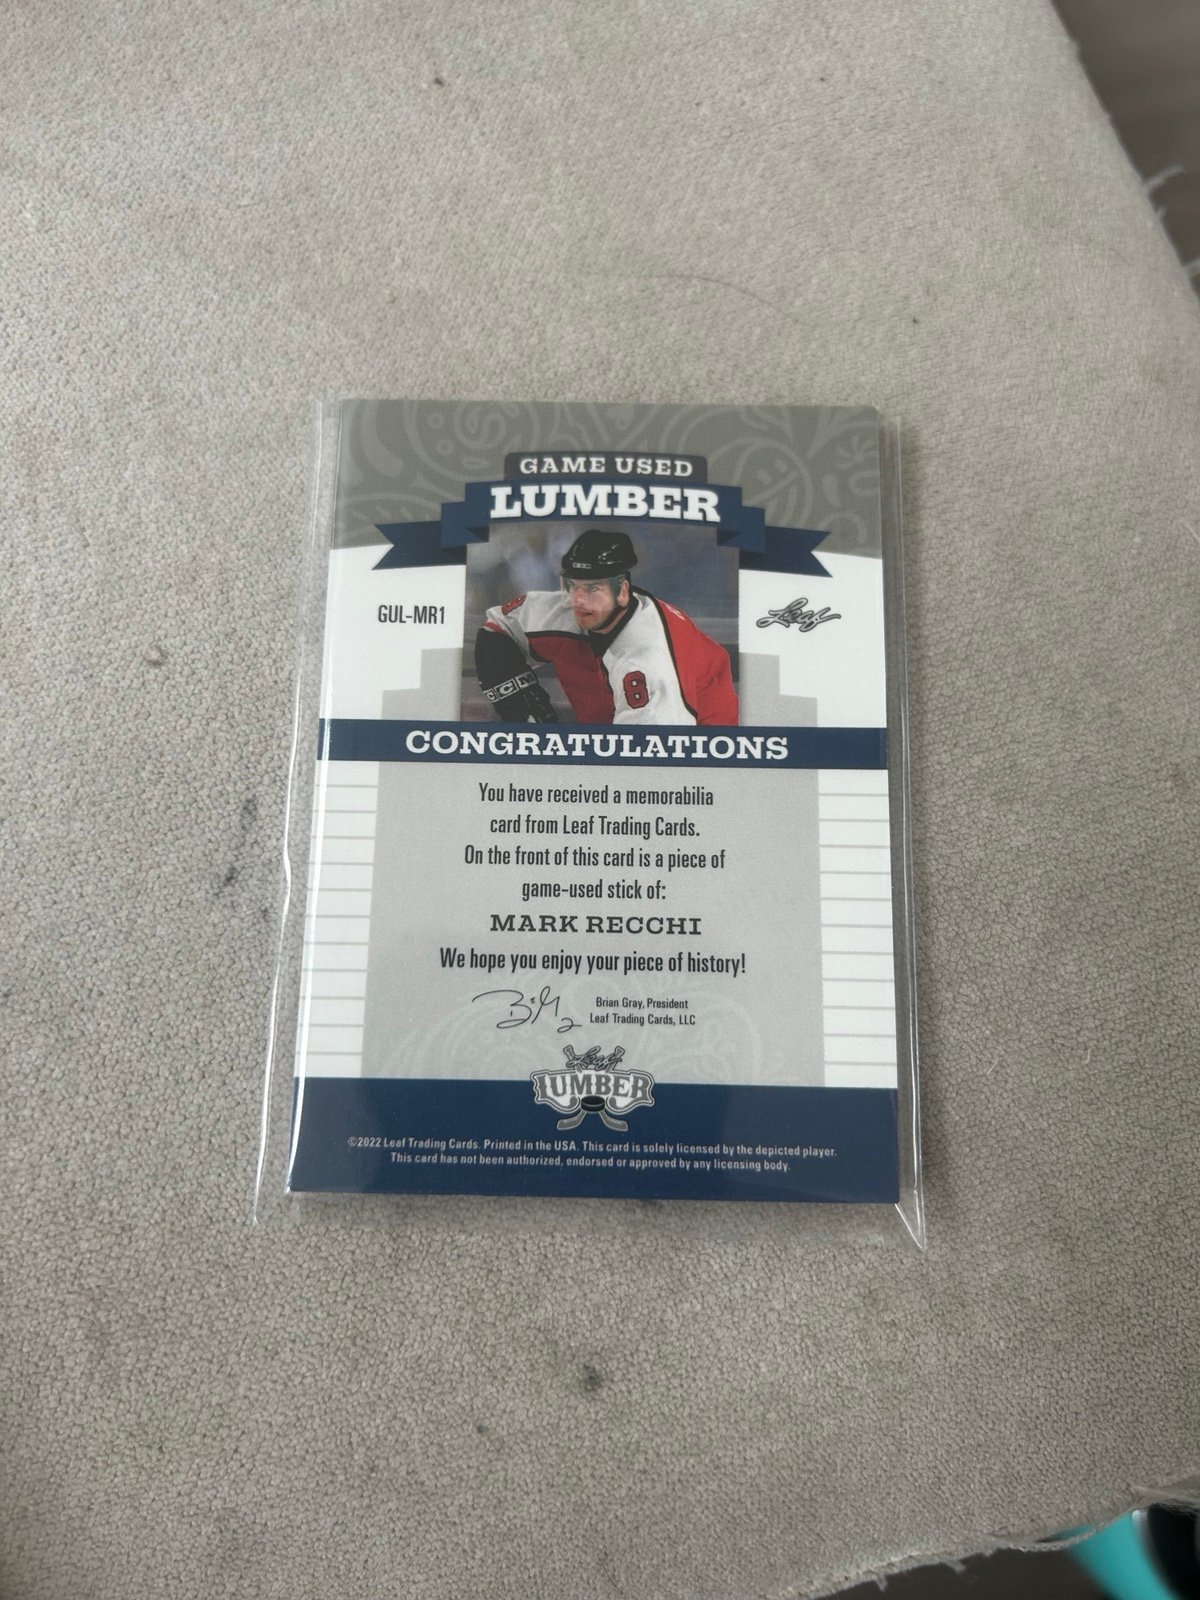 GAME USED
LUMBER
GUL-MR1
Leaf
8
8
CCM
CONGRATULATIONS
You have received a memorabilia
card from Leaf Trading Cards.
On the front of this card is a piece of
game-used stick of:
MARK RECCHI
We hope you enjoy your piece of history!
Brian Gray, President
Leaf Trading Cards, LLC
Leaf
LUMBER
©2022 Leaf Trading Cards. Printed in the USA. This card is solely licensed by the depicted player.
This card has not been authorized, endorsed or approved by any licensing body.